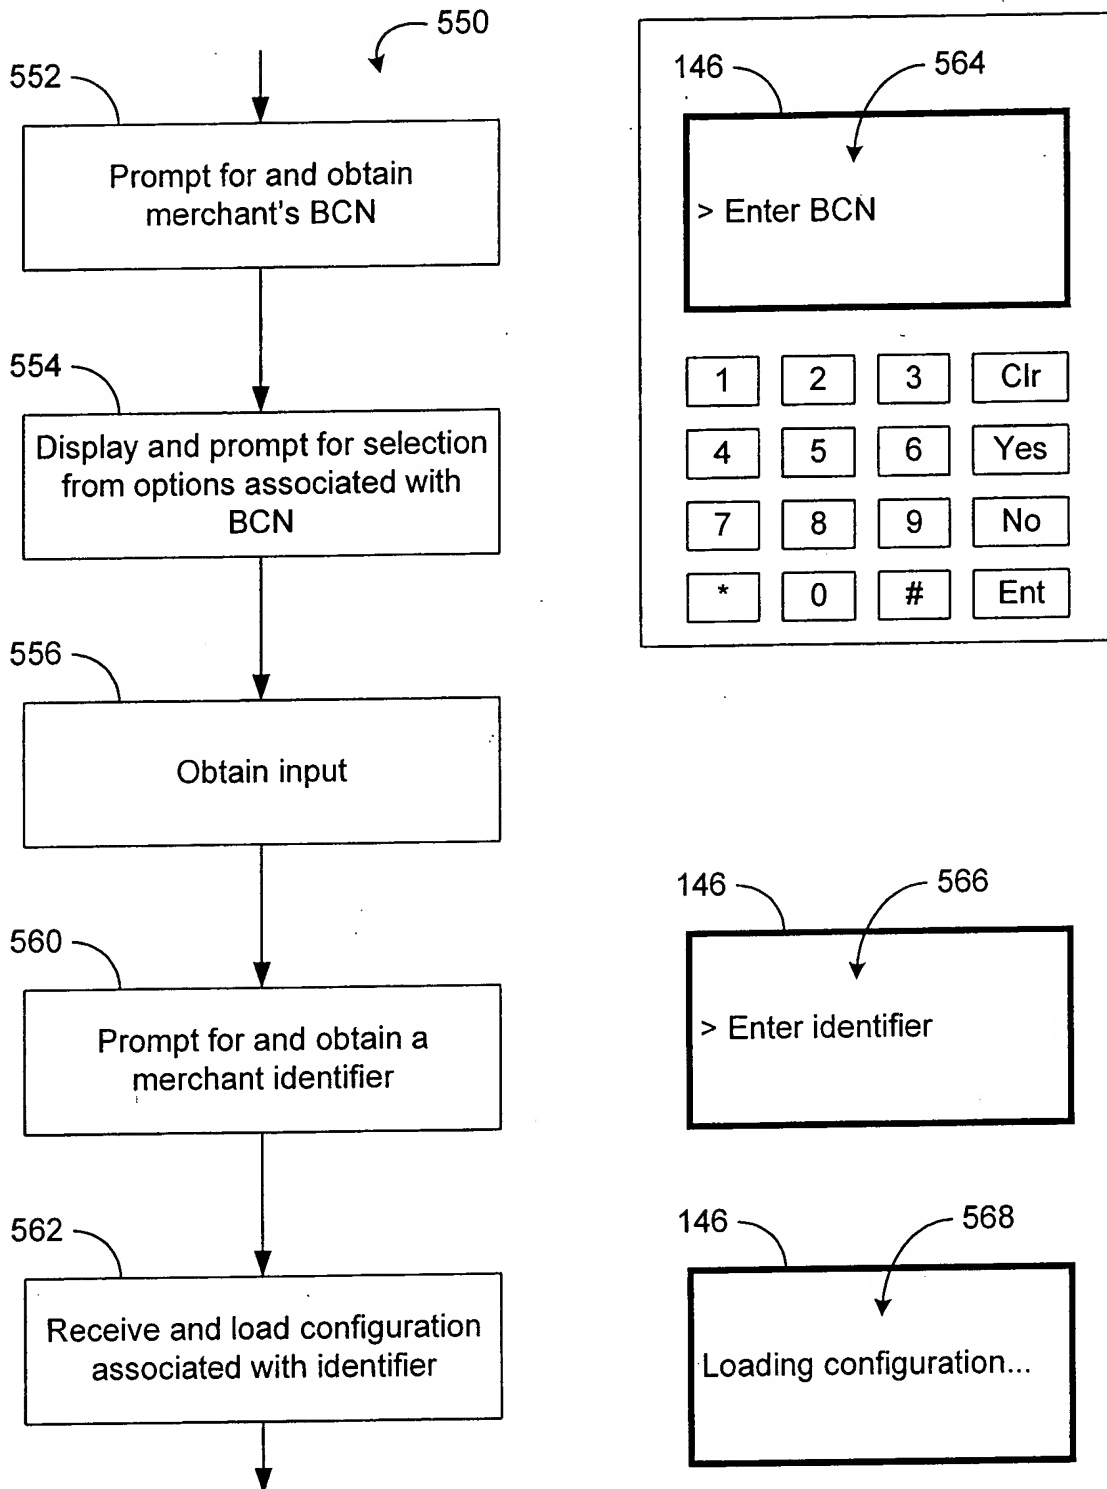 550
552
Prompt for and obtain
merchant's BCN
554
Display and prompt for selection
from options associated with
BCN
556
Obtain input
560
Prompt for and obtain a
merchant identifier
562
Receive and load configuration
associated with identifier
146
564
> Enter BCN
1 2 3 Clr
4 5 6 Yes
7 8 9 No
* 0 # Ent
146
566
> Enter identifier
146
568
Loading configuration...